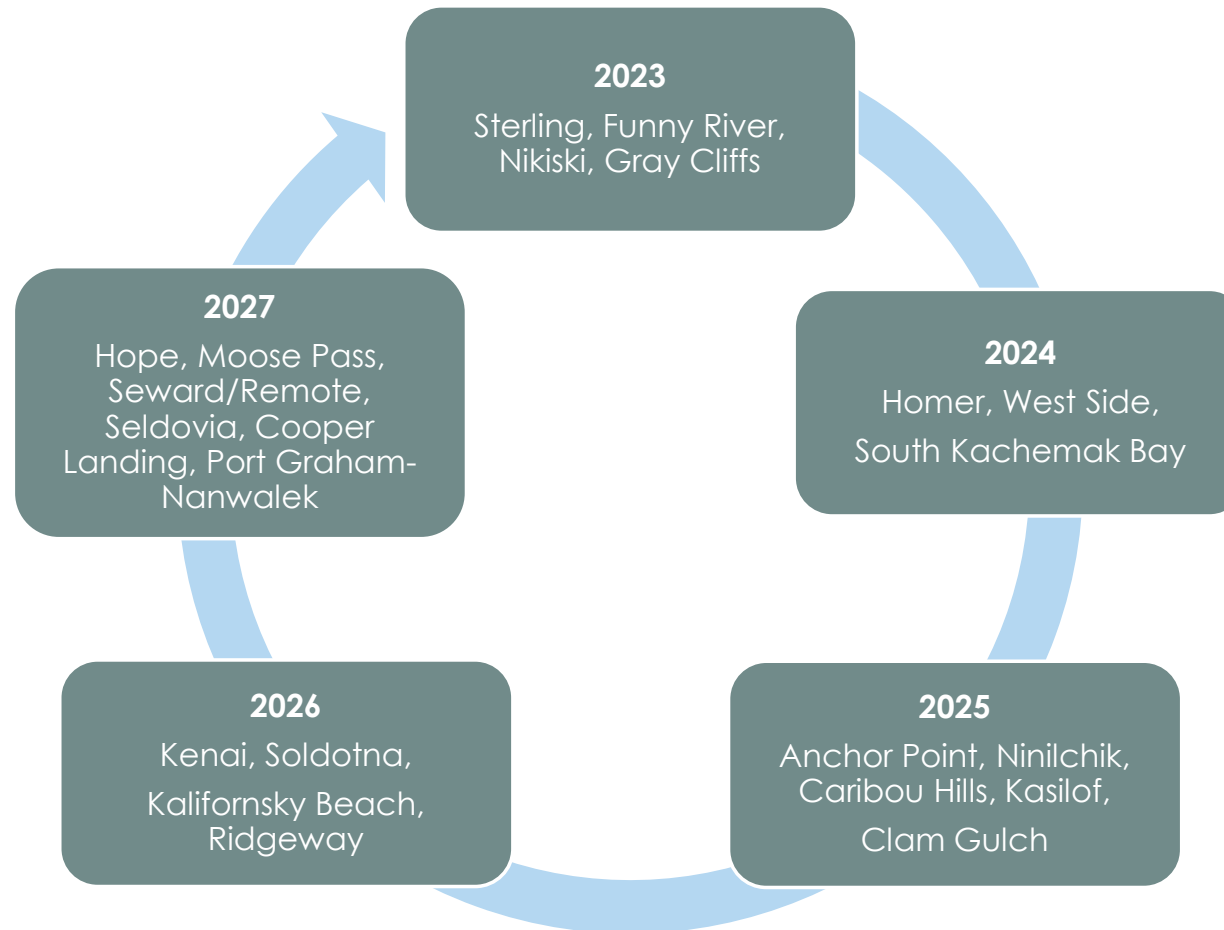 2023
Sterling, Funny River,
Nikiski, Gray Cliffs
2024
Homer, West Side,
South Kachemak Bay
2025
Anchor Point, Ninilchik,
Caribou Hills, Kasilof,
Clam Gulch
2026
Kenai, Soldotna,
Kalifornsky Beach,
Ridgeway
2027
Hope, Moose Pass,
Seward/Remote,
Seldovia, Cooper
Landing, Port Graham-
Nanwalek